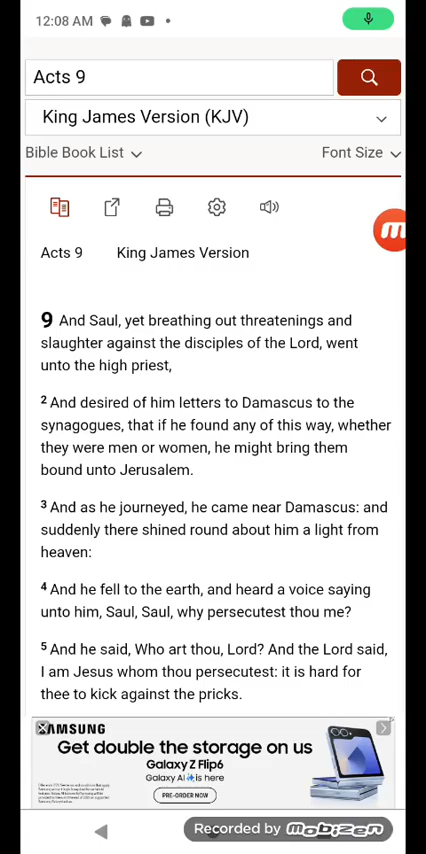 12:08 AM
Acts 9
King James Version (KJV)
Bible Book List
Font Size
m
Acts 9 King James Version
9 And Saul, yet breathing out threatenings and
slaughter against the disciples of the Lord, went
unto the high priest,
2 And desired of him letters to Damascus to the
synagogues, that if he found any of this way, whether
they were men or women, he might bring them
bound unto Jerusalem.
3 And as he journeyed, he came near Damascus: and
suddenly there shined round about him a light from
heaven:
4 And he fell to the earth, and heard a voice saying
unto him, Saul, Saul, why persecutest thou me?
5 And he said, Who art thou, Lord? And the Lord said,
I am Jesus whom thou persecutest: it is hard for
thee to kick against the pricks.
SAMSUNG
Get double the storage on us
Galaxy Z Flip6
Galaxy AI is here
PRE-ORDER NOW
Recorded by mobizen